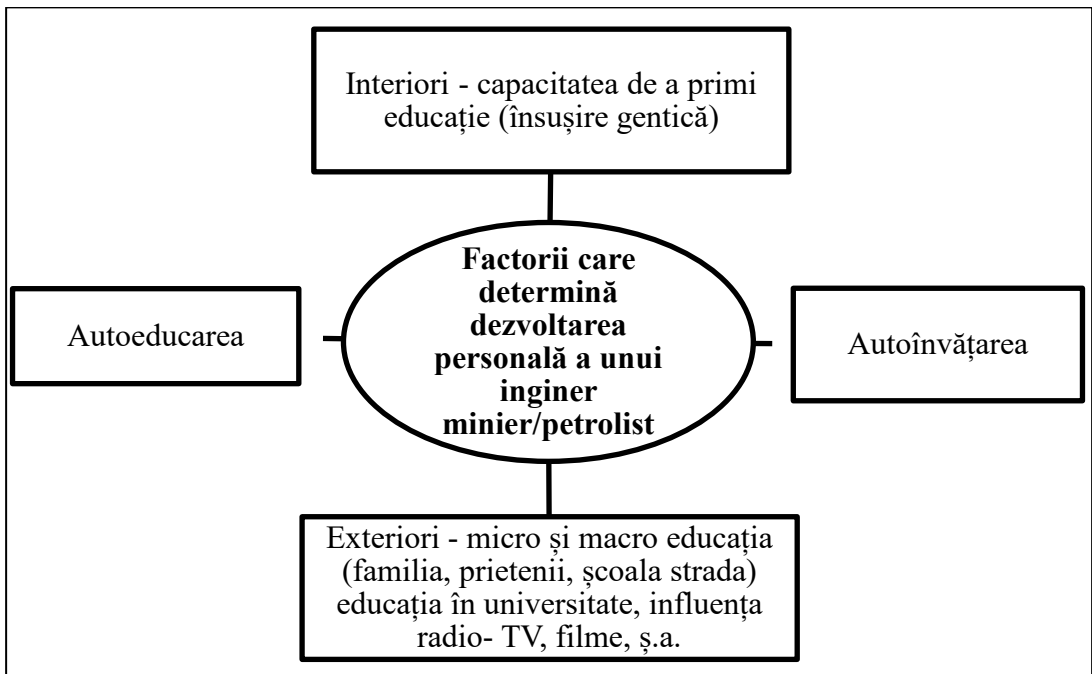 Interiori - capacitatea de a primi
educație (însușire gentică)
Factorii care
determină
dezvoltarea
personală a unui
inginer
minier/petrolist
Autoeducarea
Autoînvățarea
Exteriori - micro și macro educația
(familia, prietenii, școala strada)
educația în universitate, influența
radio- TV, filme, ș.a.